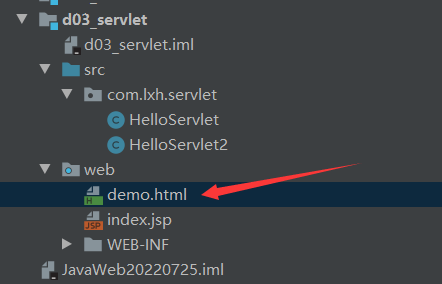 d03_servlet
d03_servlet.iml
src
com.lxh.servlet
HelloServlet
HelloServlet2
web
demo.html
index.jsp
WEB-INF
JavaWeb20220725.iml